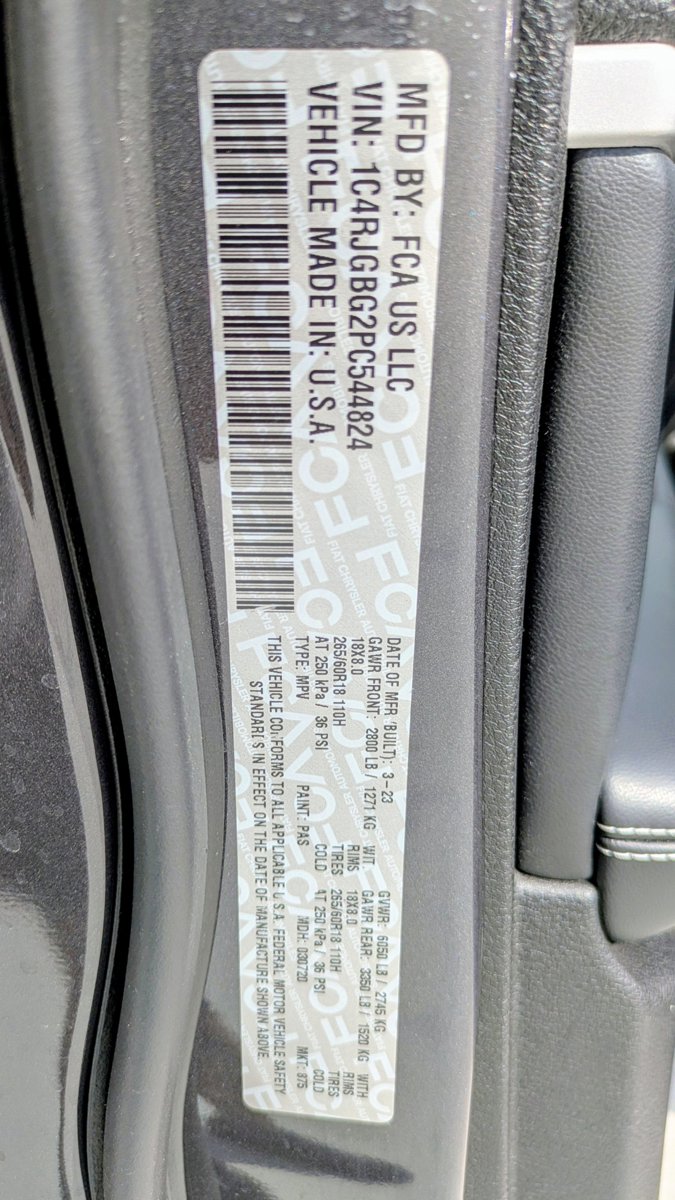 MFD BY: FCA US LLC
VIN: 1C4RJGBG2PC544824
VEHICLE MADE IN: U.S.A.
DATE OF MFR (BUILT): 3-23 GVWR: 6050 LB / 2745 KG
GAWR FRONT: 2800 LB / 1271 KG WIT. GAWR REAR: 3350 LB / 1520 KG WITH
18X8.0 RIMS 18X8.0 RIMS
265/60R18 110H TIRES 265/60R18 110H TIRES
AT 250 kPa / 36 PSI COLD AT 250 kPa / 36 PSI COLD
TYPE: MPV PAINT: PAS MDH: 030720 MKT: 875
THIS VEHICLE CONFORMS TO ALL APPLICABLE U.S.A. FEDERAL MOTOR VEHICLE SAFETY
STANDARDS IN EFFECT ON THE DATE OF MANUFACTURE SHOWN ABOVE.